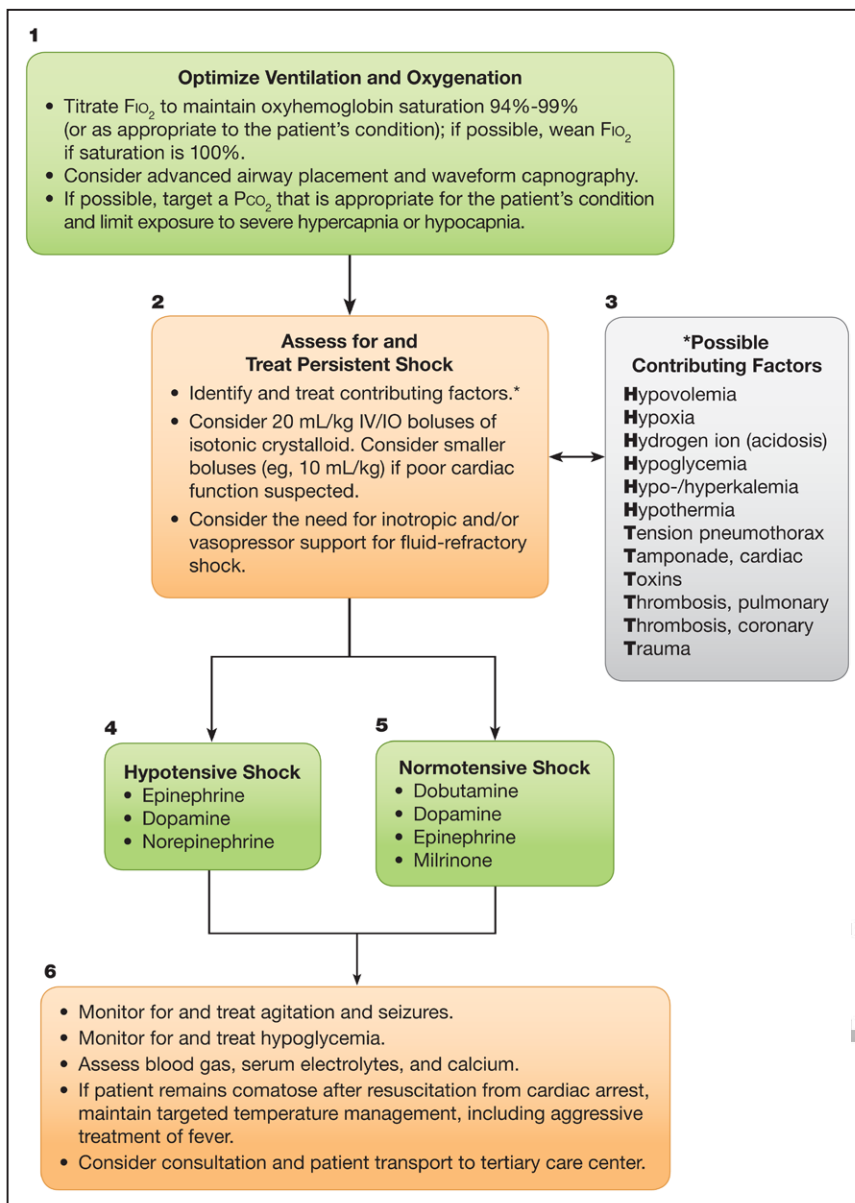 1
Optimize Ventilation and Oxygenation
• Titrate FIO2 to maintain oxyhemoglobin saturation 94%-99%
(or as appropriate to the patient's condition); if possible, wean FIO2
if saturation is 100%.
• Consider advanced airway placement and waveform capnography.
• If possible, target a PCO2 that is appropriate for the patient's condition
and limit exposure to severe hypercapnia or hypocapnia.
2
Assess for and
Treat Persistent Shock
• Identify and treat contributing factors.*
• Consider 20 mL/kg IV/IO boluses of
isotonic crystalloid. Consider smaller
boluses (eg, 10 mL/kg) if poor cardiac
function suspected.
• Consider the need for inotropic and/or
vasopressor support for fluid-refractory
shock.
3
*Possible
Contributing Factors
Hypovolemia
Hypoxia
Hydrogen ion (acidosis)
Hypoglycemia
Hypo-/hyperkalemia
Hypothermia
Tension pneumothorax
Tamponade, cardiac
Toxins
Thrombosis, pulmonary
Thrombosis, coronary
Trauma
4
Hypotensive Shock
• Epinephrine
• Dopamine
• Norepinephrine
5
Normotensive Shock
• Dobutamine
• Dopamine
• Epinephrine
• Milrinone
6
• Monitor for and treat agitation and seizures.
• Monitor for and treat hypoglycemia.
• Assess blood gas, serum electrolytes, and calcium.
• If patient remains comatose after resuscitation from cardiac arrest,
maintain targeted temperature management, including aggressive
treatment of fever.
• Consider consultation and patient transport to tertiary care center.